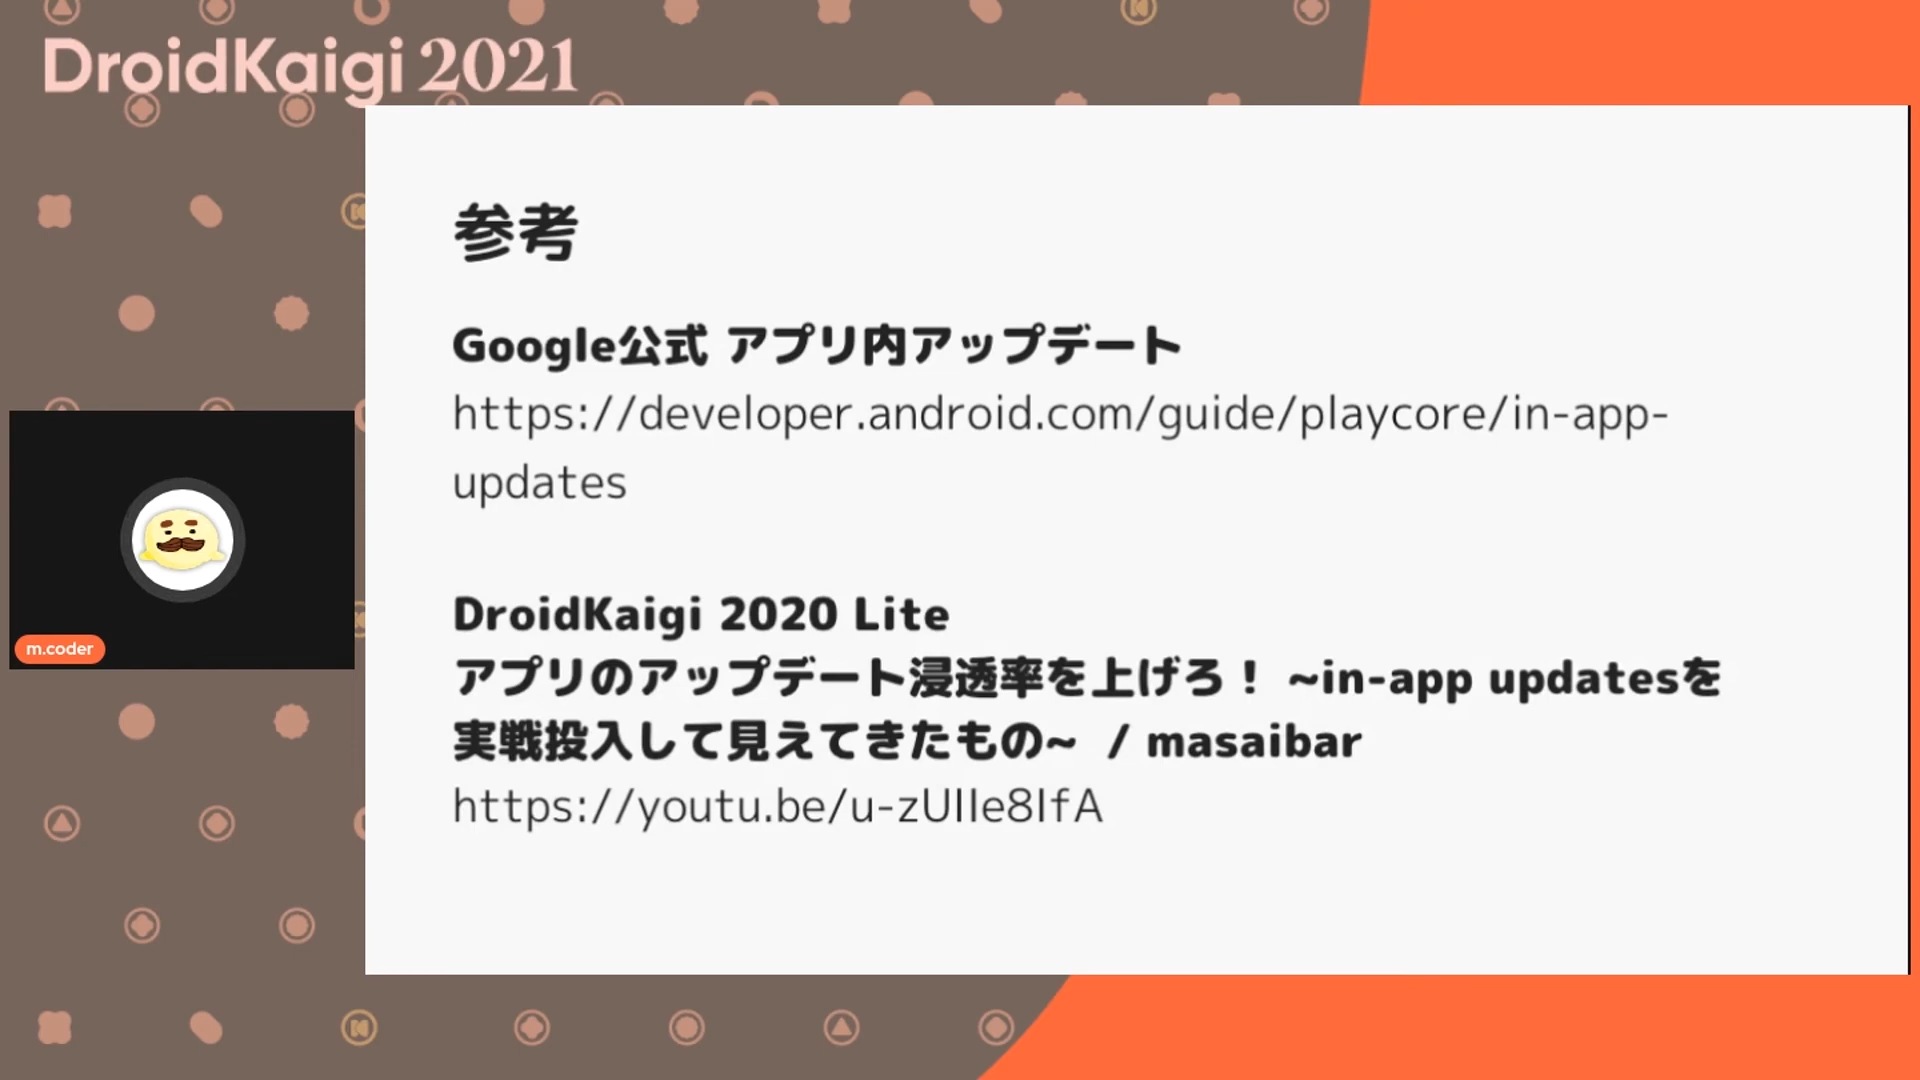 DroidKaigi 2021
参考
Google公式 アプリ内アップデート
https://developer.android.com/guide/playcore/in-app-
updates
DroidKaigi 2020 Lite
アプリのアップデート浸透率を上げろ！ ~in-app updatesを
実戦投入して見えてきたもの~ / masaibar
https://youtu.be/u-zUIIe8IfA
m.coder